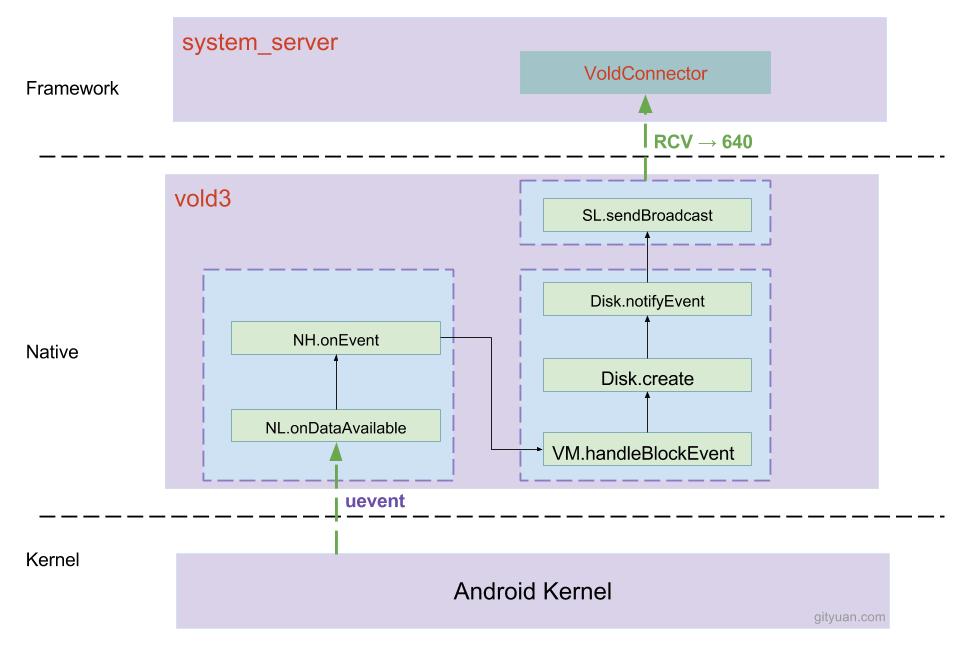 system_server
Framework
VoldConnector
RCV → 640
vold3
SL.sendBroadcast
Disk.notifyEvent
NH.onEvent
Native
Disk.create
NL.onDataAvailable
VM.handleBlockEvent
uevent
Kernel
Android Kernel
gityuan.com